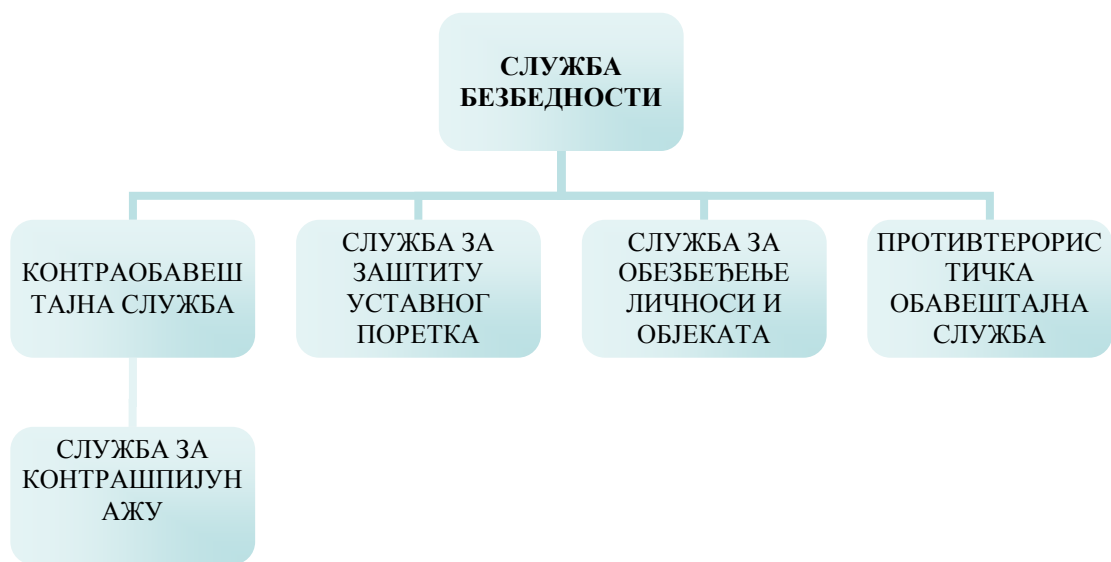 СЛУЖБА
БЕЗБЕДНОСТИ
КОНТРАОБАВЕШ
ТАЈНА СЛУЖБА
СЛУЖБА ЗА
ЗАШТИТУ
УСТАВНОГ
ПОРЕТКА
СЛУЖБА ЗА
ОБЕЗБЕЂЕЊЕ
ЛИЧНОСИ И
ОБЈЕКАТА
ПРОТИВТЕРОРИС
ТИЧКА
ОБАВЕШТАЈНА
СЛУЖБА
СЛУЖБА ЗА
КОНТРАШПИЈУН
АЖУ